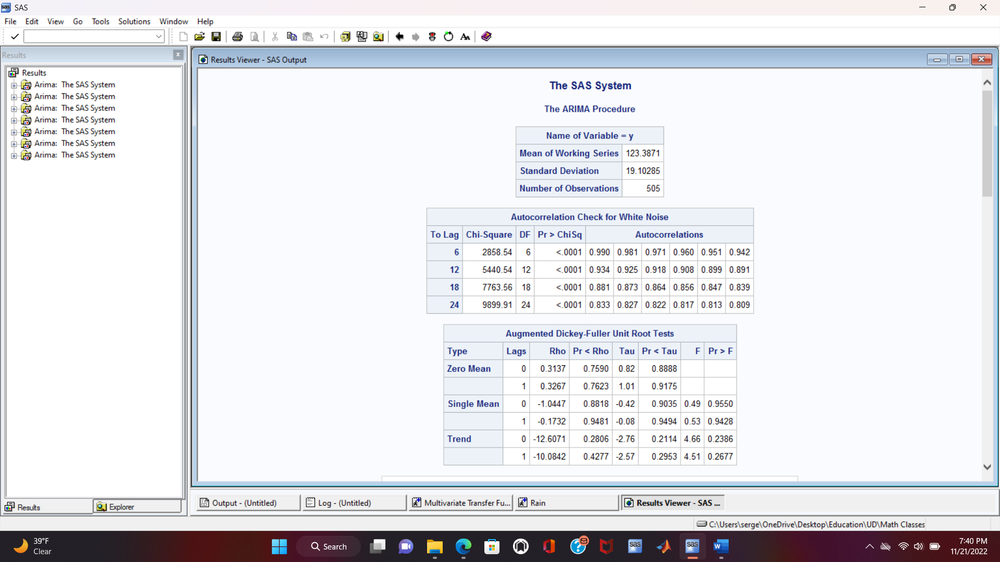 SAS
File Edit View Go Tools Solutions Window Help
Results
Results Viewer - SAS Output
Results
Arima: The SAS System
Arima: The SAS System
Arima: The SAS System
Arima: The SAS System
Arima: The SAS System
Arima: The SAS System
Arima: The SAS System
The SAS System
The ARIMA Procedure
Name of Variable = y
Mean of Working Series 123.3871
Standard Deviation 19.10285
Number of Observations 505
Autocorrelation Check for White Noise
To Lag Chi-Square DF Pr > ChiSq Autocorrelations
6 2858.54 6 <.0001 0.990 0.981 0.971 0.960 0.951 0.942
12 5440.54 12 <.0001 0.934 0.925 0.918 0.908 0.899 0.891
18 7763.56 18 <.0001 0.881 0.873 0.864 0.856 0.847 0.839
24 9899.91 24 <.0001 0.833 0.827 0.822 0.817 0.813 0.809
Augmented Dickey-Fuller Unit Root Tests
Type Lags Rho Pr < Rho Tau Pr < Tau F Pr > F
Zero Mean 0 0.3137 0.7590 0.82 0.8888
1 0.3267 0.7623 1.01 0.9175
Single Mean 0 -1.0447 0.8818 -0.42 0.9035 0.49 0.9550
1 -0.1732 0.9481 -0.08 0.9494 0.53 0.9428
Trend 0 -12.6071 0.2806 -2.76 0.2114 4.66 0.2386
1 -10.0842 0.4277 -2.57 0.2953 4.51 0.2677
Results Explorer
Output - (Untitled) Log - (Untitled) Multivariate Transfer Fu... Rain Results Viewer - SAS ...
C:\Users\serge\OneDrive\Desktop\Education\UD\Math Classes
39°F
Clear
Search
sas
sas
W
7:40 PM
11/21/2022